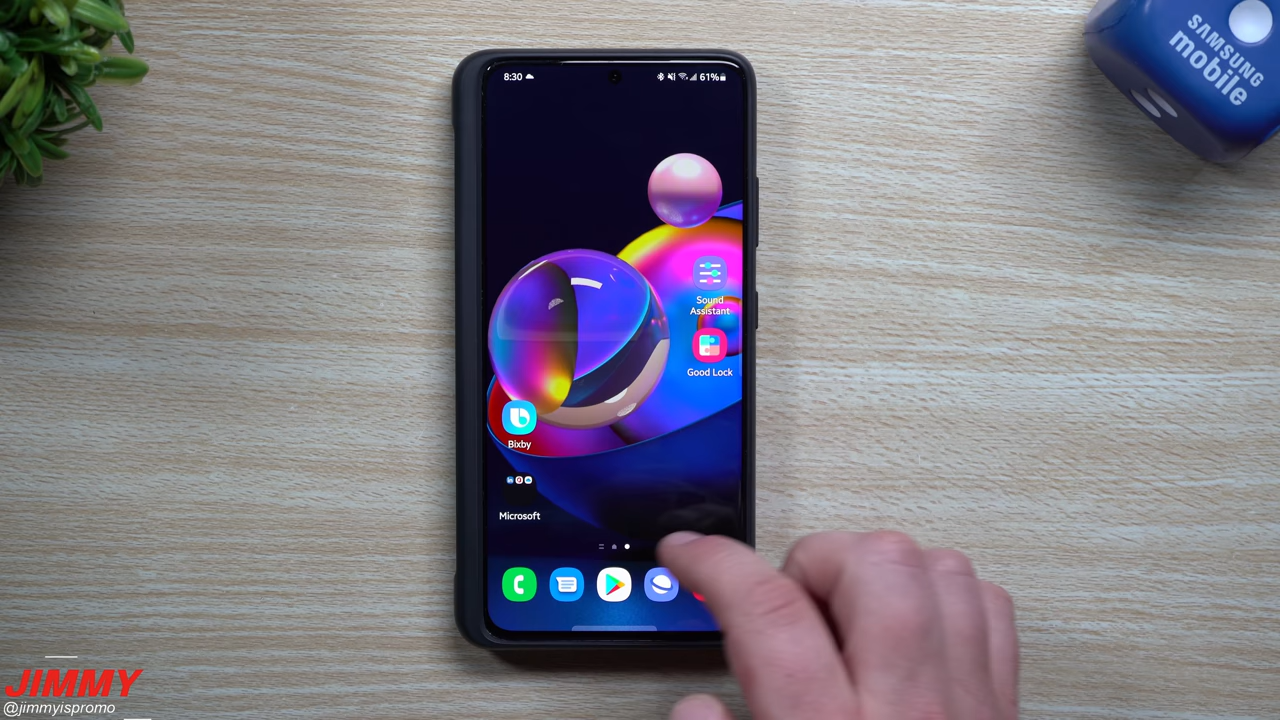 8:30
61%
SAMSUNG
mobile
Sound
Assistant
Good Lock
Bixby
Microsoft
JIMMY
@jimmyispromo